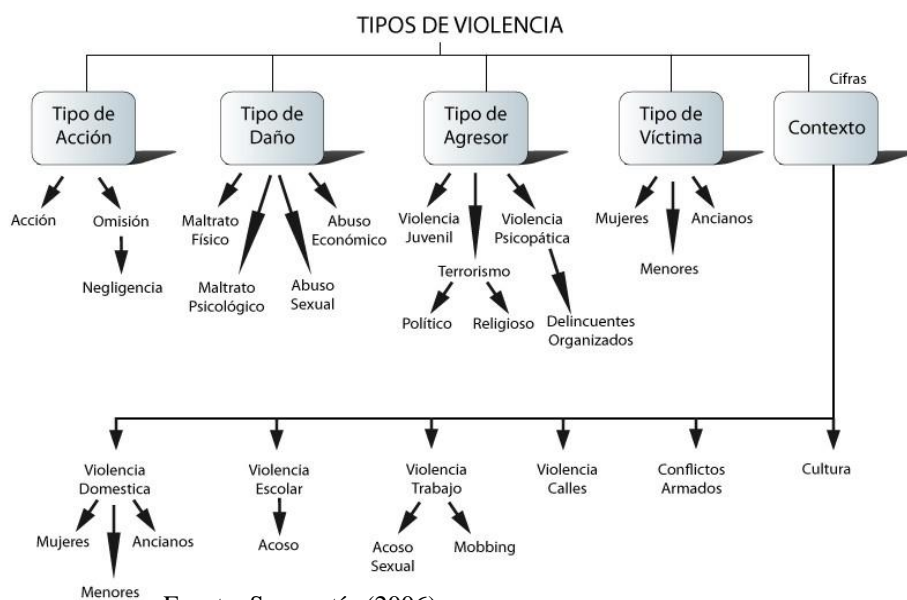 TIPOS DE VIOLENCIA
Cifras
Tipo de
Acción
Tipo de
Daño
Tipo de
Agresor
Tipo de
Víctima
Contexto
Acción
Omisión
Negligencia
Maltrato
Físico
Maltrato
Psicológico
Abuso
Sexual
Abuso
Económico
Violencia
Juvenil
Terrorismo
Político
Religioso
Violencia
Psicopática
Delincuentes
Organizados
Mujeres
Menores
Ancianos
Violencia
Domestica
Mujeres
Menores
Ancianos
Violencia
Escolar
Acoso
Violencia
Trabajo
Acoso
Sexual
Mobbing
Violencia
Calles
Conflictos
Armados
Cultura